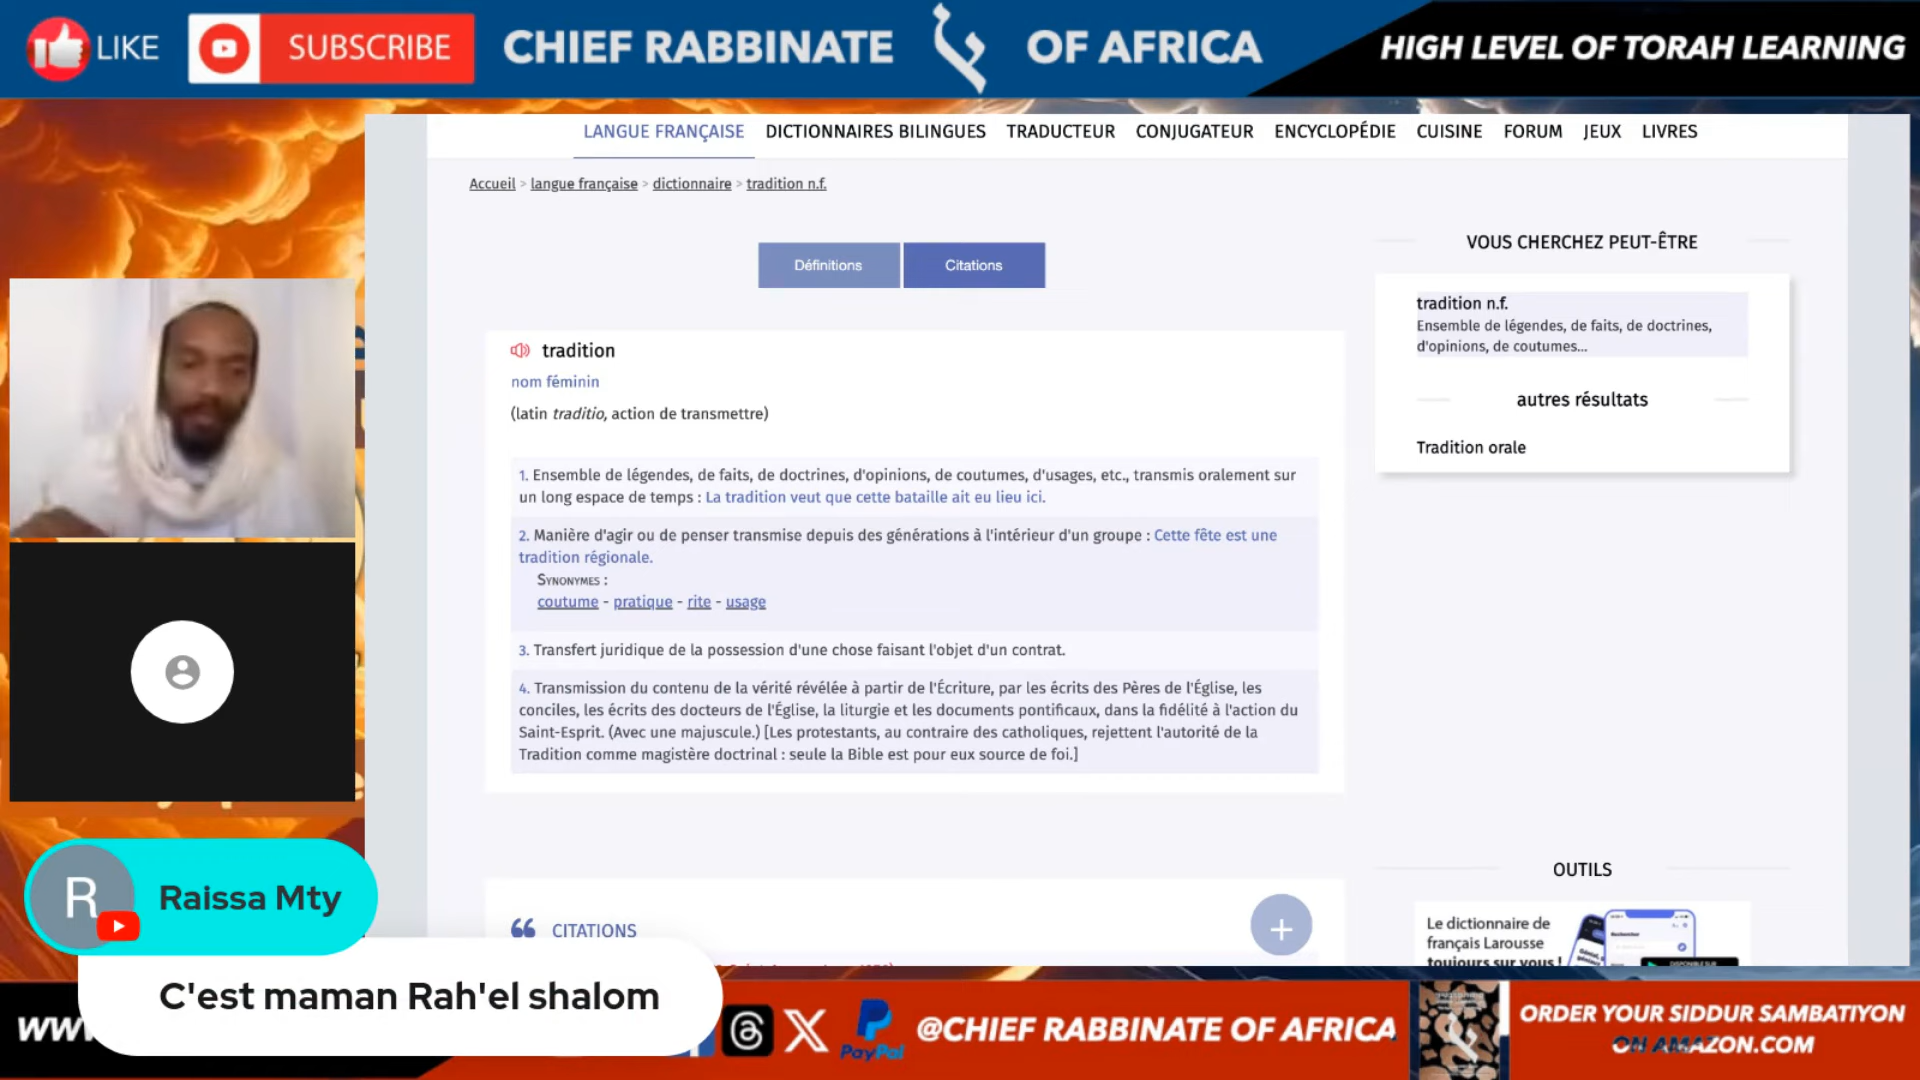 LIKE
SUBSCRIBE
CHIEF RABBINATE OF AFRICA
HIGH LEVEL OF TORAH LEARNING
LANGUE FRANÇAISE DICTIONNAIRES BILINGUES TRADUCTEUR CONJUGATEUR ENCYCLOPÉDIE CUISINE FORUM JEUX LIVRES
Accueil > langue française > dictionnaire > tradition n.f.
Définitions
Citations
tradition
nom féminin
(latin traditio, action de transmettre)
1. Ensemble de légendes, de faits, de doctrines, d'opinions, de coutumes, d'usages, etc., transmis oralement sur
un long espace de temps : La tradition veut que cette bataille ait eu lieu ici.
2. Manière d'agir ou de penser transmise depuis des générations à l'intérieur d'un groupe : Cette fête est une
tradition régionale.
SYNONYMES :
coutume - pratique - rite - usage
3. Transfert juridique de la possession d'une chose faisant l'objet d'un contrat.
4. Transmission du contenu de la vérité révélée à partir de l'Écriture, par les écrits des Pères de l'Église, les
conciles, les écrits des docteurs de l'Église, la liturgie et les documents pontificaux, dans la fidélité à l'action du
Saint-Esprit. (Avec une majuscule.) [Les protestants, au contraire des catholiques, rejettent l'autorité de la
Tradition comme magistère doctrinal : seule la Bible est pour eux source de foi.]
CITATIONS
VOUS CHERCHEZ PEUT-ÊTRE
tradition n.f.
Ensemble de légendes, de faits, de doctrines,
d'opinions, de coutumes...
autres résultats
Tradition orale
OUTILS
Le dictionnaire de
français Larousse
toujours sur vous !
R
Raissa Mty
C'est maman Rah'el shalom
WW
PayPal
@CHIEF RABBINATE OF AFRICA
ORDER YOUR SIDDUR SAMBATIYON
ON AMAZON.COM